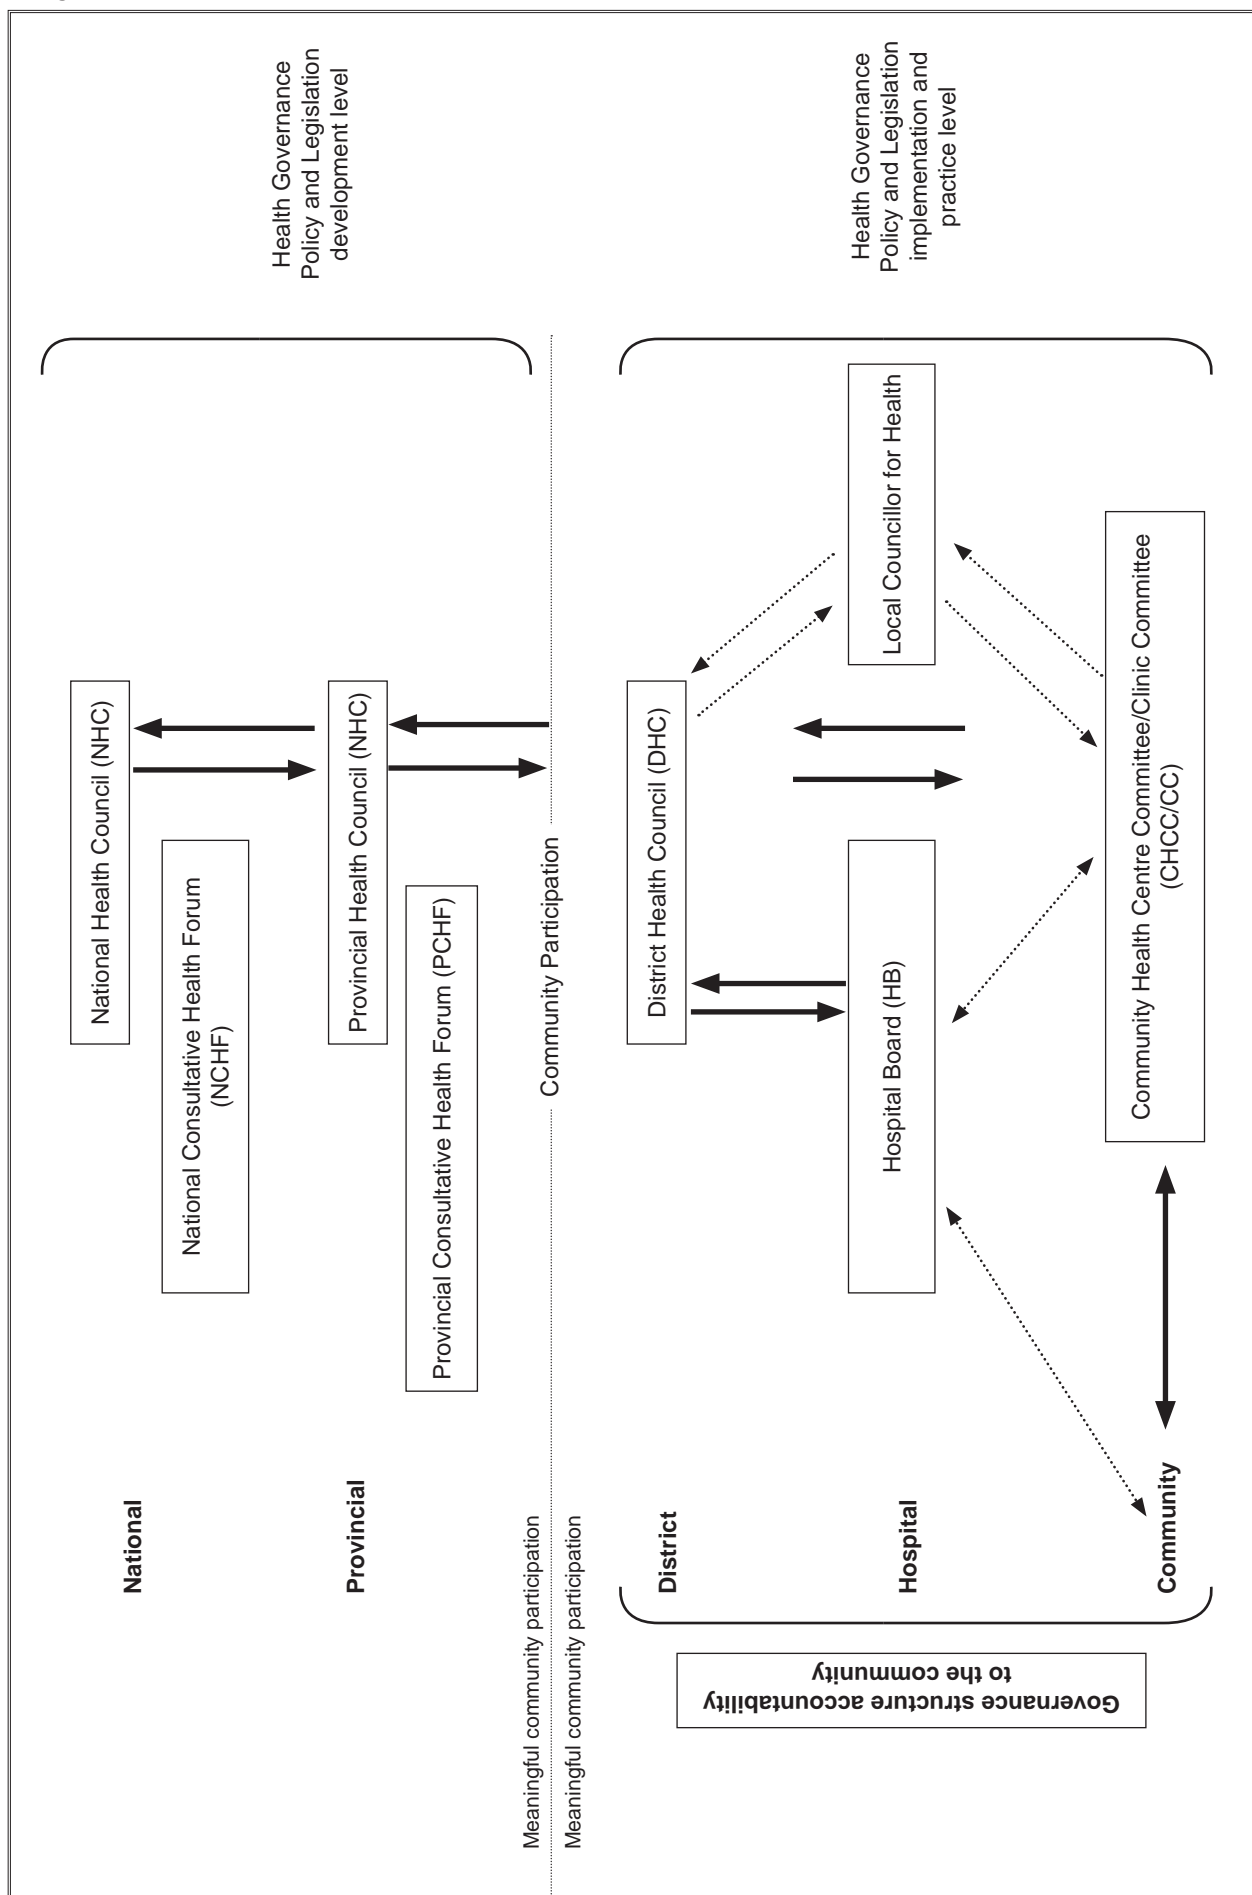 National
National Health Council (NHC)
National Consultative Health Forum
(NCHF)
Health Governance
Policy and Legislation
development level
Provincial
Provincial Health Council (NHC)
Provincial Consultative Health Forum (PCHF)
Meaningful community participation
Community Participation
Meaningful community participation
Governance structure accountability
to the community
District
District Health Council (DHC)
Hospital
Hospital Board (HB)
Local Councillor for Health
Health Governance
Policy and Legislation
implementation and
practice level
Community
Community Health Centre Committee/Clinic Committee
(CHCC/CC)